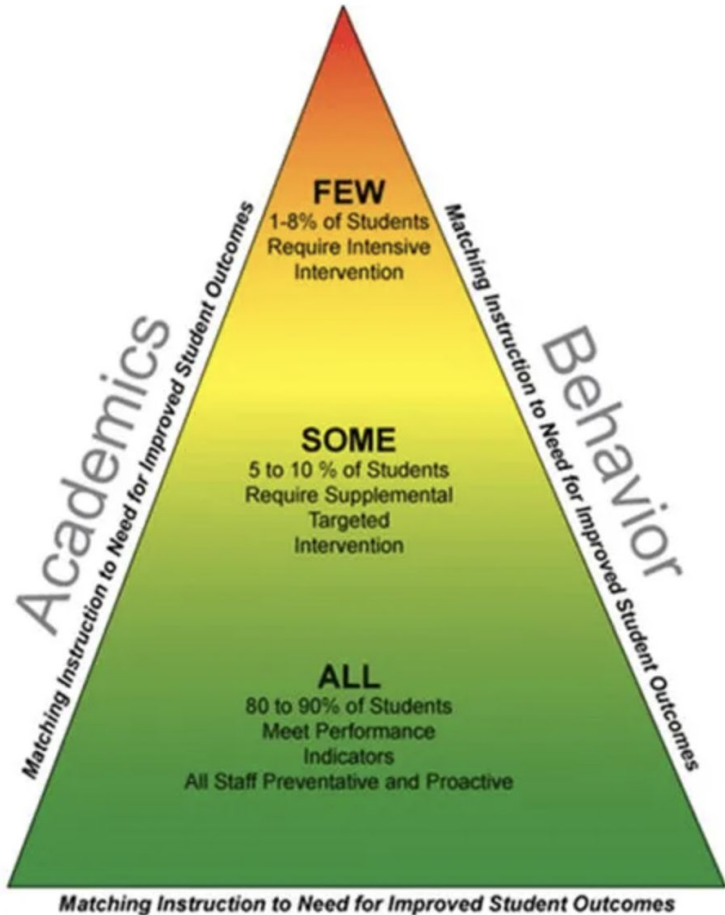 FEW
1-8% of Students
Require Intensive
Intervention
Matching Instruction to Need for Improved Student Outcomes
Academics
Matching Instruction to Need for Improved Student Outcomes
Behavior
SOME
5 to 10 % of Students
Require Supplemental
Targeted
Intervention
ALL
80 to 90% of Students
Meet Performance
Indicators
All Staff Preventative and Proactive
Matching Instruction to Need for Improved Student Outcomes